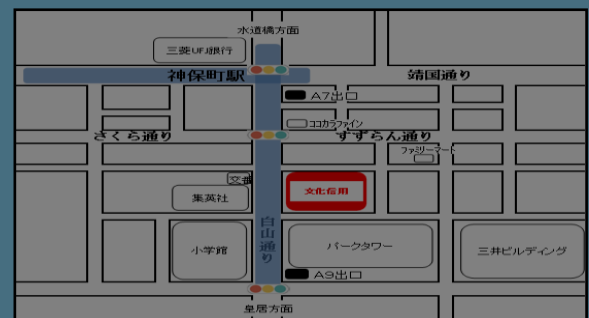 水道橋方面
三菱UFJ銀行
神保町駅
靖国通り
A7出口
ココカラファイン
さくら通り
すずらん通り
ファミリーマート
交番
文化信用
集英社
白山通り
小学館
パークタワー
三井ビルディング
A9出口
皇居方面